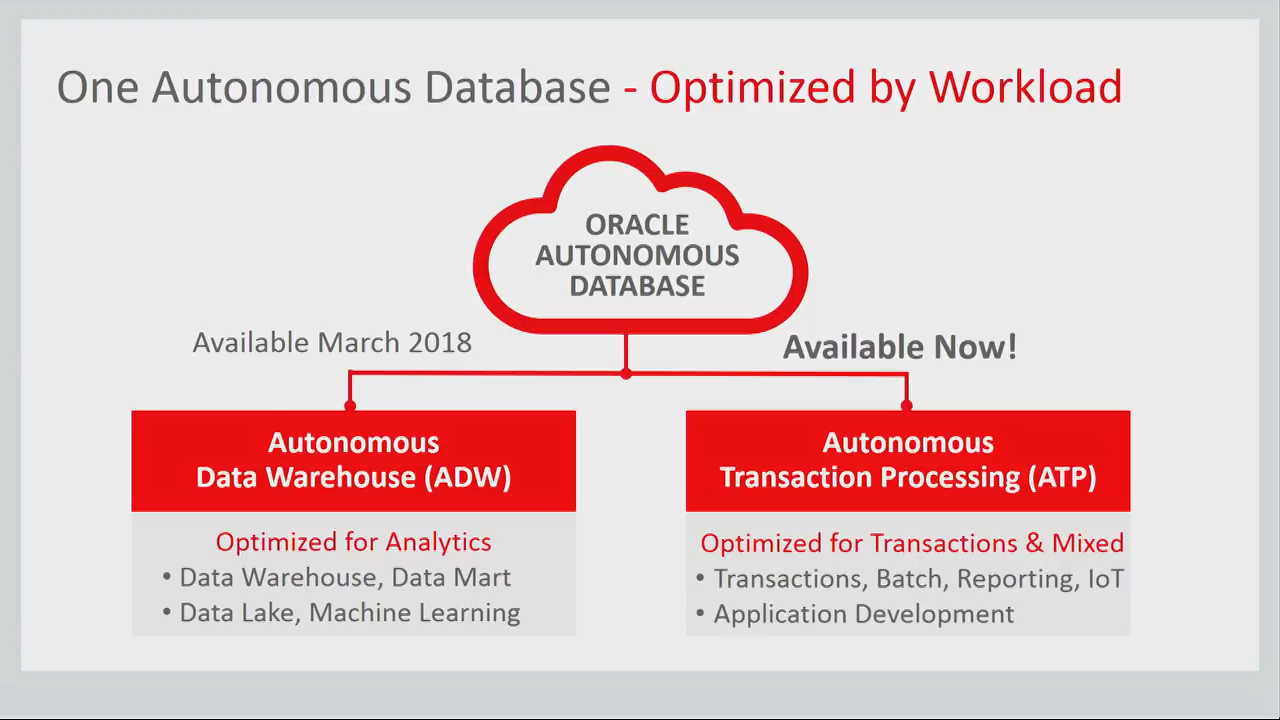 One Autonomous Database - Optimized by Workload
ORACLE
AUTONOMOUS
DATABASE
Available March 2018
Available Now!
Autonomous
Data Warehouse (ADW)
Optimized for Analytics
• Data Warehouse, Data Mart
• Data Lake, Machine Learning
Autonomous
Transaction Processing (ATP)
Optimized for Transactions & Mixed
• Transactions, Batch, Reporting, IoT
• Application Development